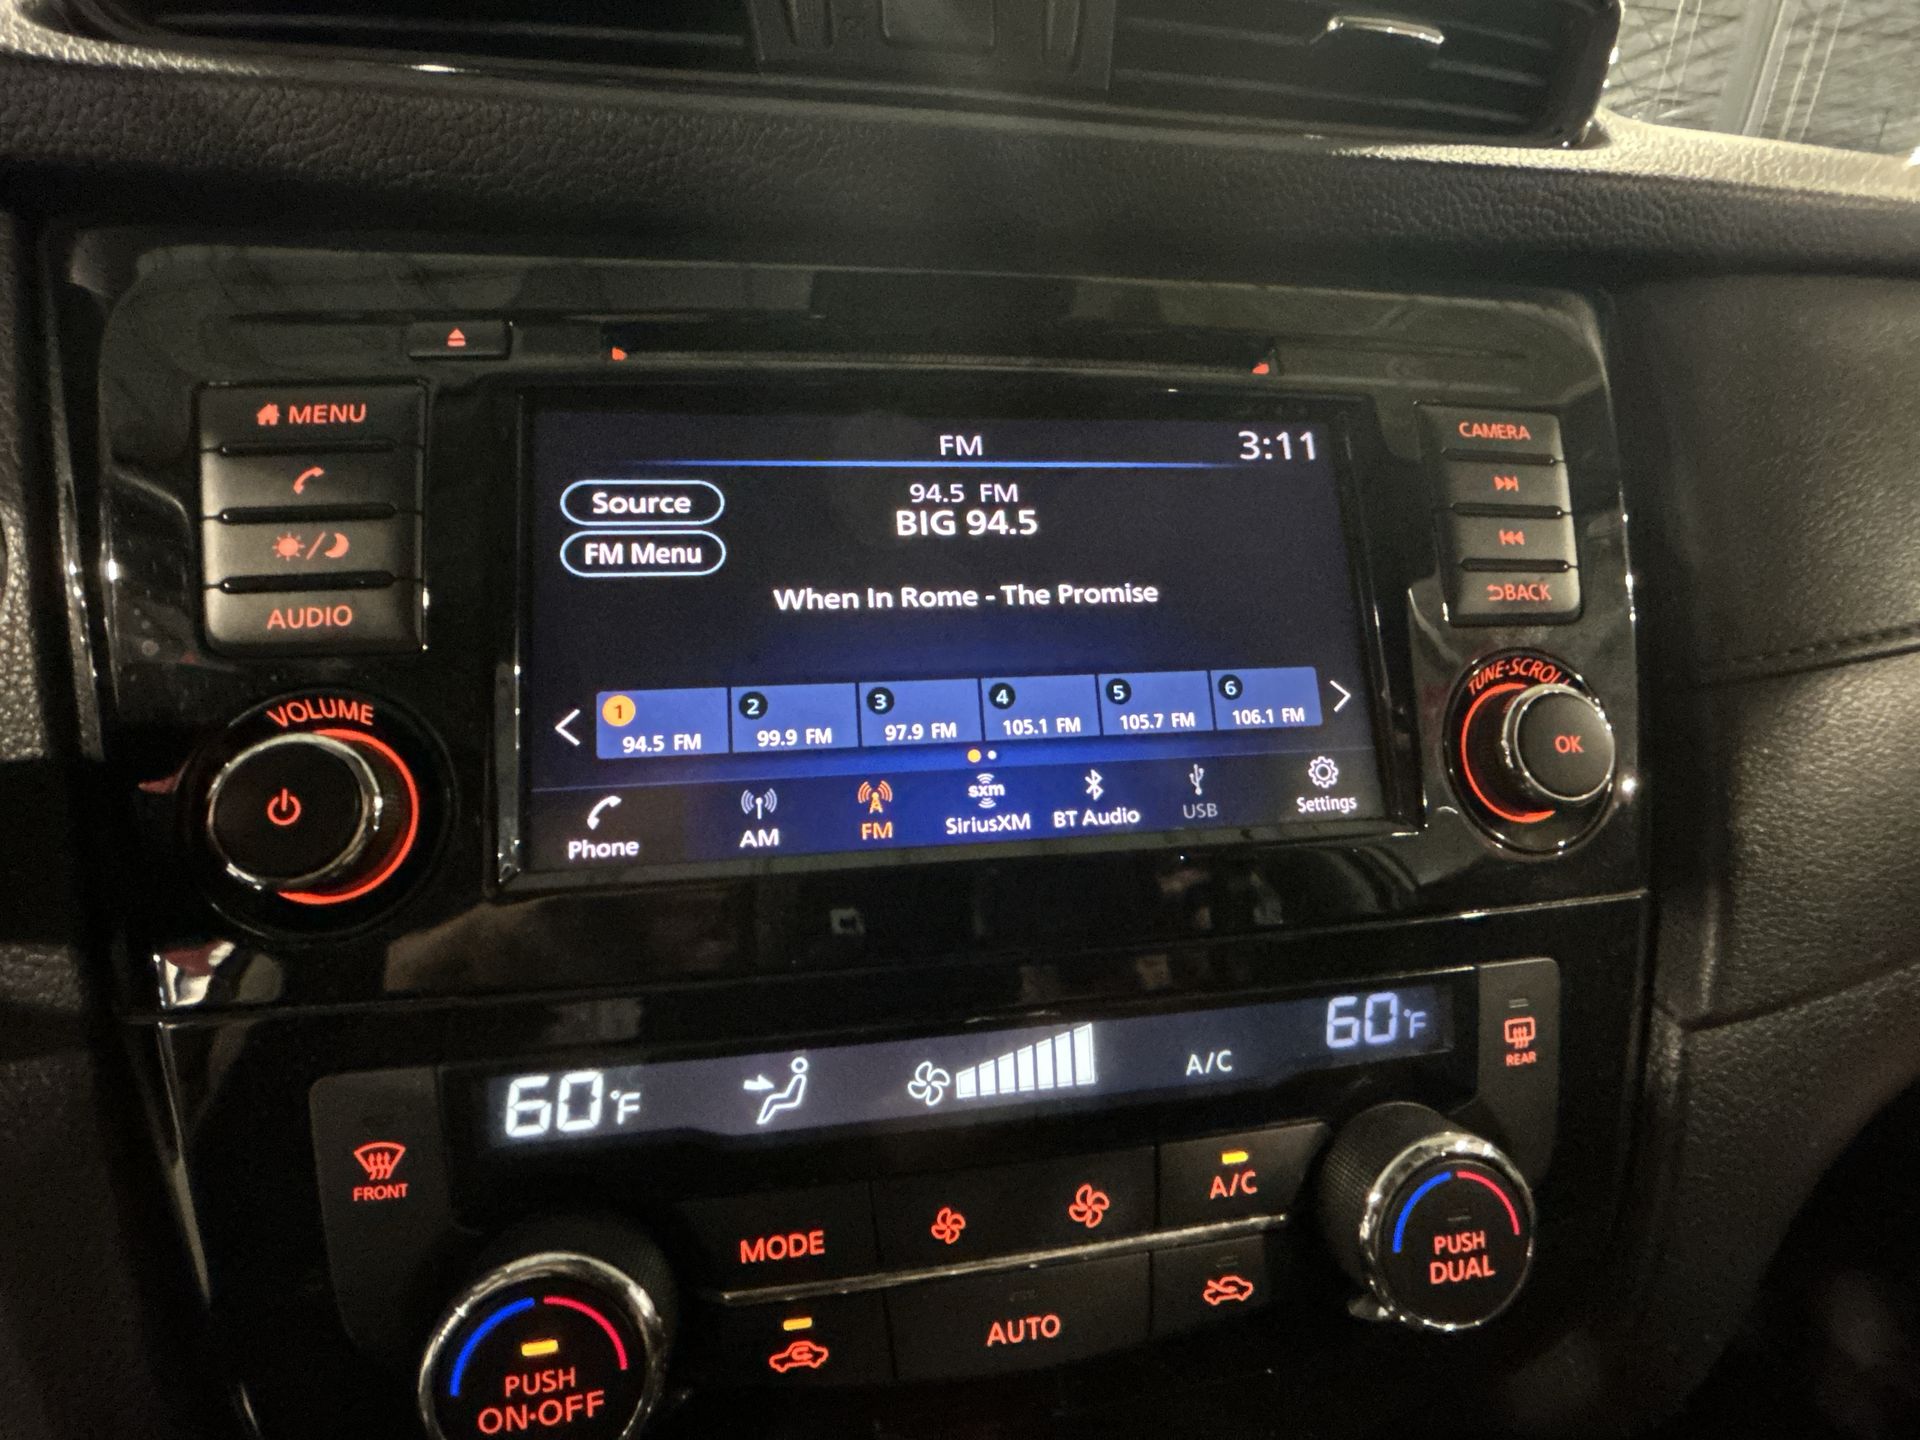 MENU
AUDIO
VOLUME
FM 3:11
Source
FM Menu
94.5 FM
BIG 94.5
When In Rome - The Promise
1 94.5 FM
2 99.9 FM
3 97.9 FM
4 105.1 FM
5 105.7 FM
6 106.1 FM
Phone
AM
FM
sxm
SiriusXM
BT Audio
USB
Settings
CAMERA
BACK
TUNE·SCROLL
OK
60°F
A/C
60°F
REAR
FRONT
MODE
A/C
AUTO
PUSH
ON·OFF
PUSH
DUAL